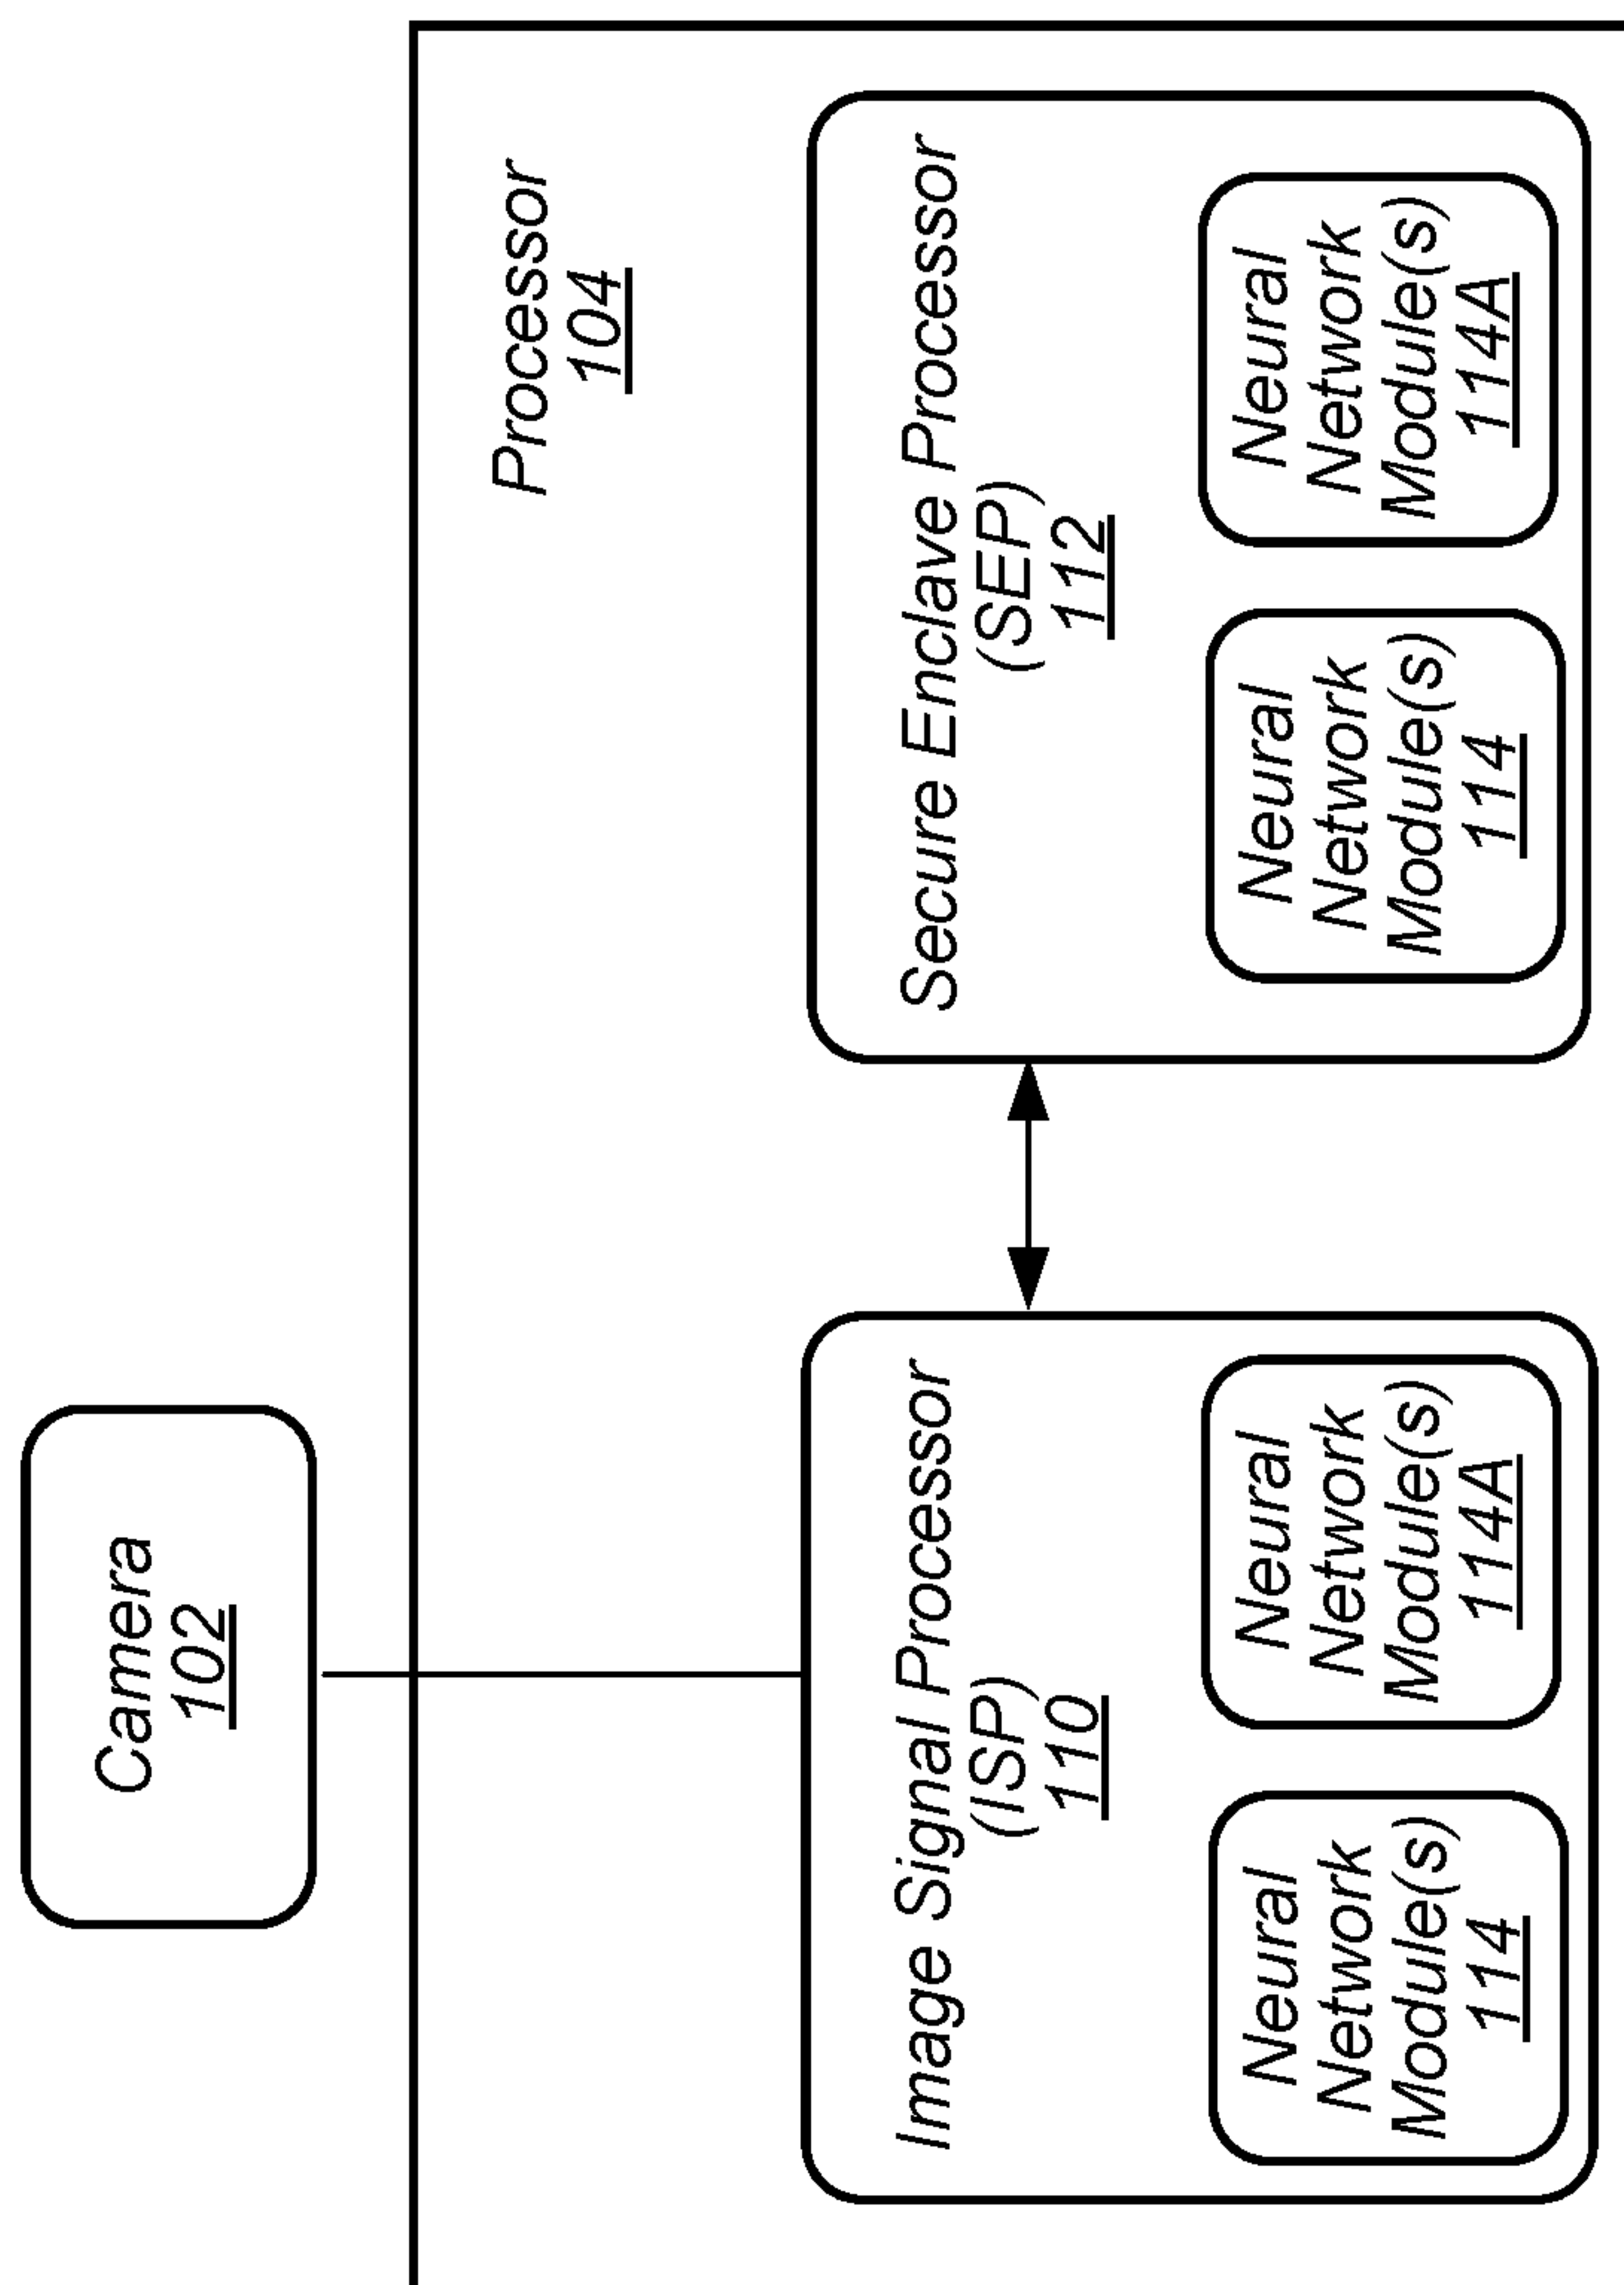 Camera
102
Processor
104
Image Signal Processor
(ISP)
110
Neural
Network
Module(s)
114
Neural
Network
Module(s)
114A
Secure Enclave Processor
(SEP)
112
Neural
Network
Module(s)
114
Neural
Network
Module(s)
114A